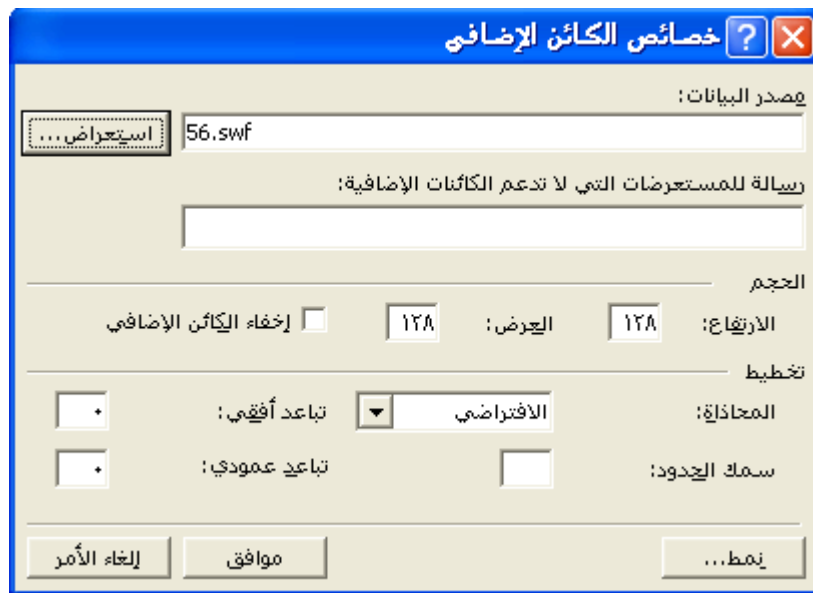 خصائص الكائن الإضافي
مصدر البيانات:
56.swf استعراض...
رسالة للمستعرضات التي لا تدعم الكائنات الإضافية:
الحجم
الارتفاع: ١٢٨ العرض: ١٢٨ إخفاء الكائن الإضافي
تخطيط
المحاذاة: الافتراضي تباعد أفقي: ٠
سمك الحدود: تباعد عمودي: ٠
نمط... موافق إلغاء الأمر